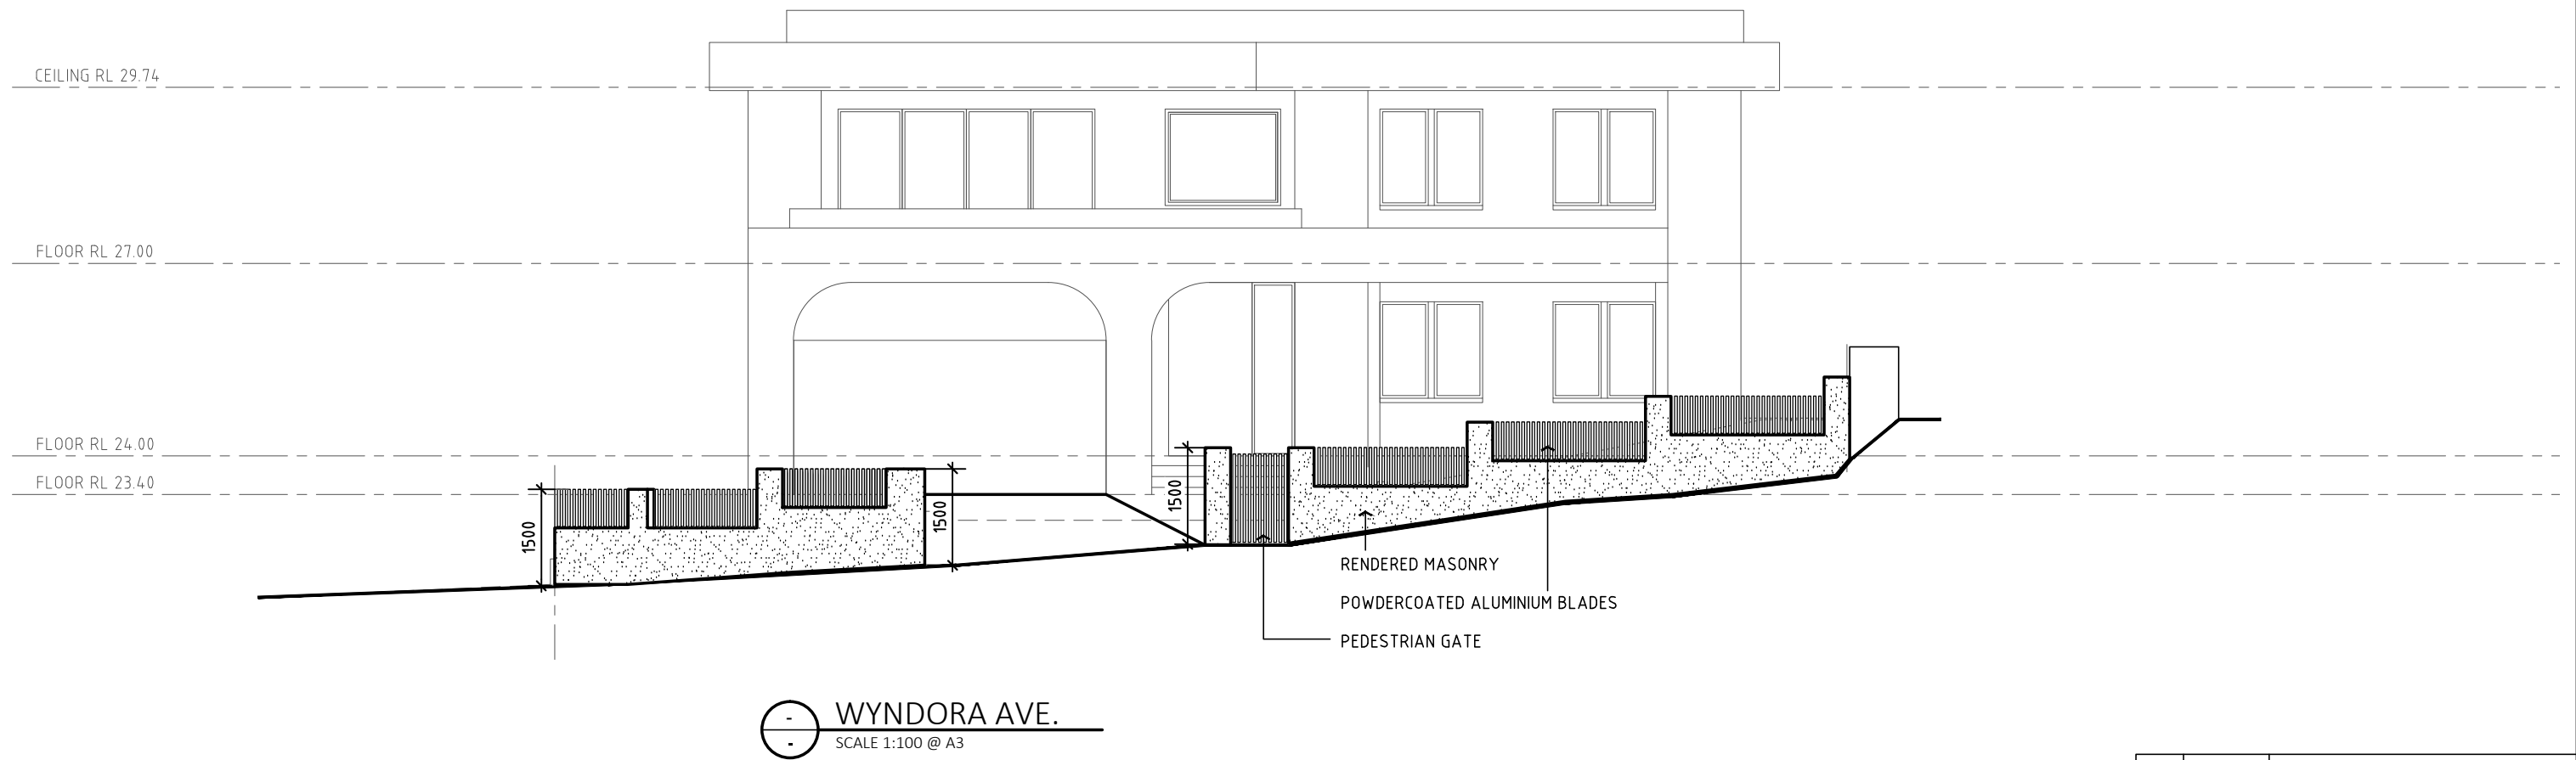 CEILING RL 29.74
FLOOR RL 27.00
FLOOR RL 24.00
FLOOR RL 23.40
1500
1500
1500
RENDERED MASONRY
POWDERCOATED ALUMINIUM BLADES
PEDESTRIAN GATE
-
-
WYNDORA AVE.
SCALE 1:100 @ A3